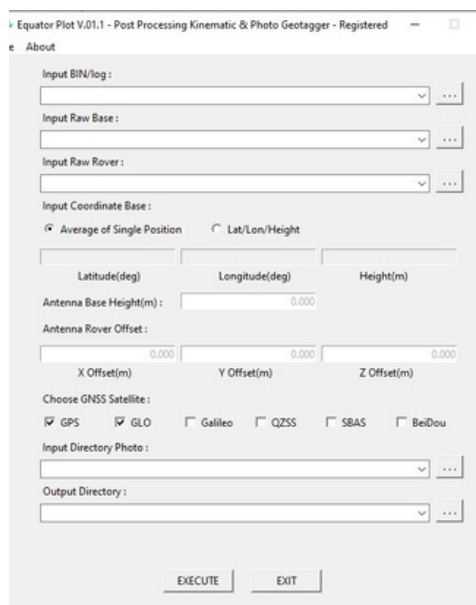 Equator Plot V.01.1 - Post Processing Kinematic & Photo Geotagger - Registered
e About
Input BIN/log :
...
Input Raw Base :
...
Input Raw Rover :
...
Input Coordinate Base :
Average of Single Position Lat/Lon/Height
Latitude(deg) Longitude(deg) Height(m)
Antenna Base Height(m) : 0.000
Antenna Rover Offset :
0.000 0.000 0.000
X Offset(m) Y Offset(m) Z Offset(m)
Choose GNSS Satellite :
GPS GLO Galileo QZSS SBAS BeiDou
Input Directory Photo :
...
Output Directory :
...
EXECUTE EXIT